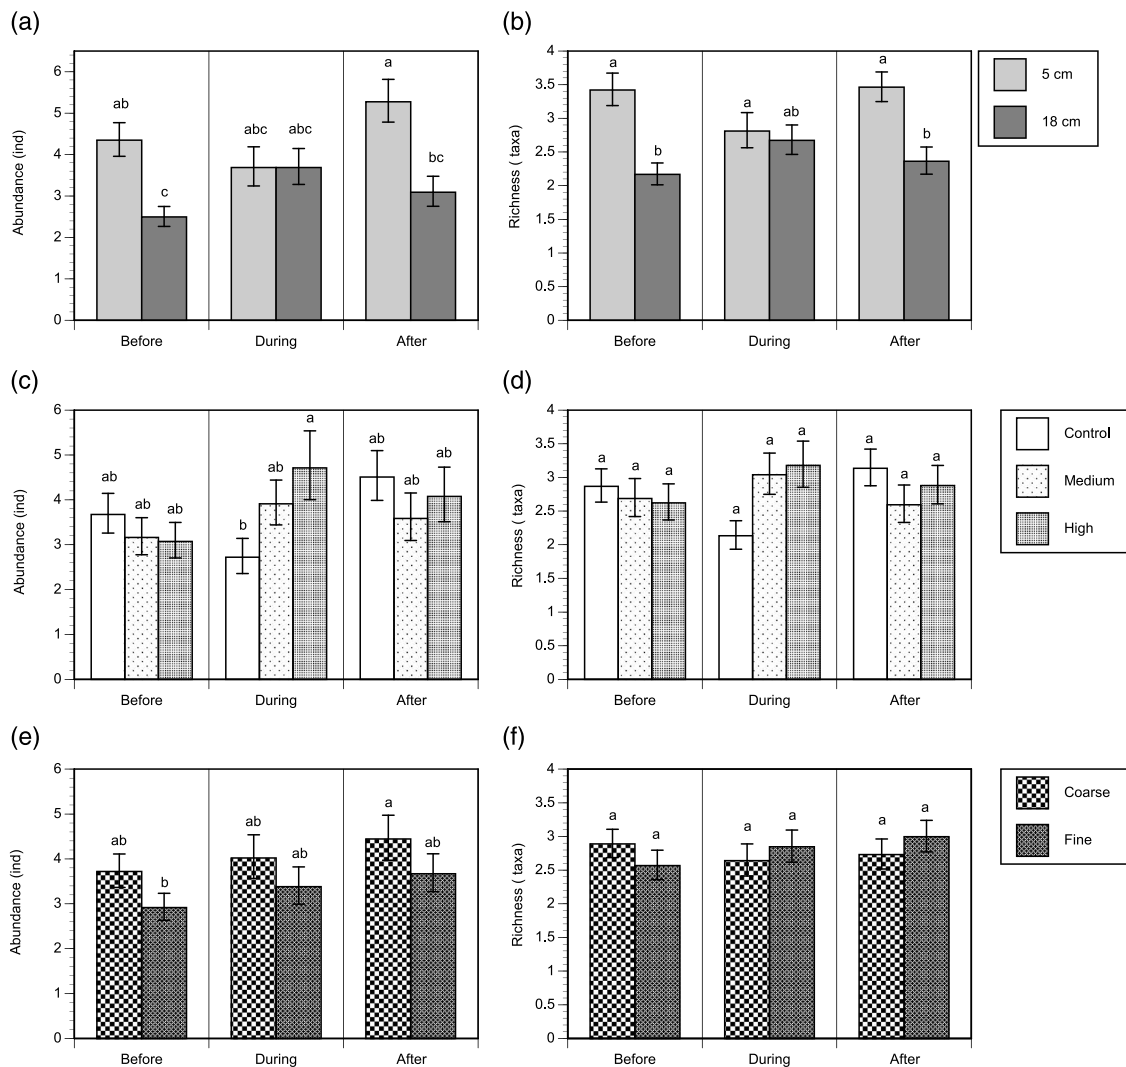 (a)
Abundance (ind)
6
5
4
3
2
1
0
ab
c
abc
abc
a
bc
Before
During
After
(b)
Richness ( taxa)
4
3.5
3
2.5
2
1.5
1
0.5
0
a
b
a
ab
a
b
Before
During
After
5 cm
18 cm
(c)
Abundance (ind)
6
5
4
3
2
1
0
ab
ab
ab
b
ab
a
ab
ab
ab
Before
During
After
(d)
Richness ( taxa)
4
3.5
3
2.5
2
1.5
1
0.5
0
a
a
a
a
a
a
a
a
a
Before
During
After
Control
Medium
High
(e)
Abundance (ind)
6
5
4
3
2
1
0
ab
b
ab
ab
a
ab
Before
During
After
(f)
Richness ( taxa)
4
3.5
3
2.5
2
1.5
1
0.5
0
a
a
a
a
a
a
Before
During
After
Coarse
Fine